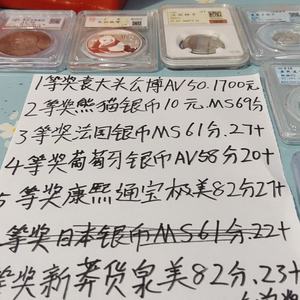 1等奖袁大头公博AV50.1700元
2等奖熊猫银币10元.MS69分
3等奖法国银币MS61分.27+
4等奖葡萄牙银币AV58分20+
5等奖康熙通宝极美82分21+
等奖日本银币MS61分.22+
等奖新莽货泉美82分.23+